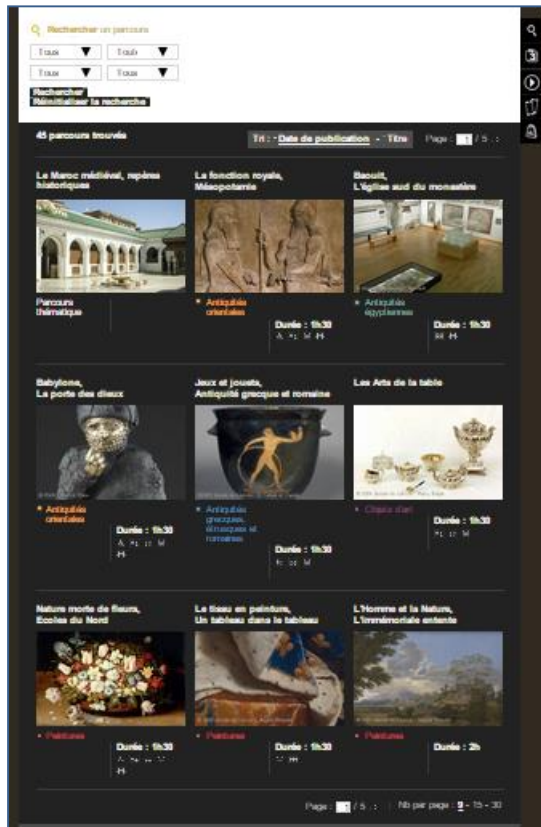 Rechercher un parcours
Tous Tous
Tous Tous
Rechercher
Réinitialiser la recherche
45 parcours trouvés
Tri : Date de publication - Titre Page : 1 / 5
Le Maroc médiéval, repères
historiques
La fonction royale,
Mésopotamie
Baouit,
L'église sud du monastère
Parcours
thématique
Antiquités
orientales
Durée : 1h30
Antiquités
égyptiennes
Durée : 1h30
Babylone,
La porte des dieux
Jeux et jouets,
Antiquité grecque et romaine
Les Arts de la table
Antiquités
orientales
Durée : 1h30
Antiquités
grecques,
étrusques et
romaines
Durée : 1h30
Objets d'art
Durée : 1h30
Nature morte de fleurs,
Ecoles du Nord
Le tissu en peinture,
Un tableau dans le tableau
L'Homme et la Nature,
L'immémoriale entente
Peintures
Durée : 1h30
Peintures
Durée : 1h30
Peintures
Durée : 2h
Page : 1 / 5 Nb par page : 9 - 15 - 30